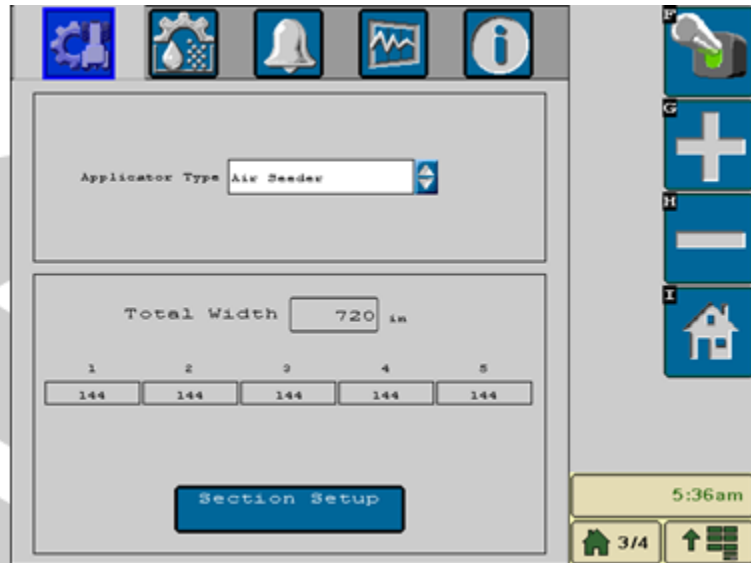 F
G
Applicator Type Air Seeder
H
I
Total Width 720 in
1 2 3 4 5
144 144 144 144 144
Section Setup
5:36am
3/4